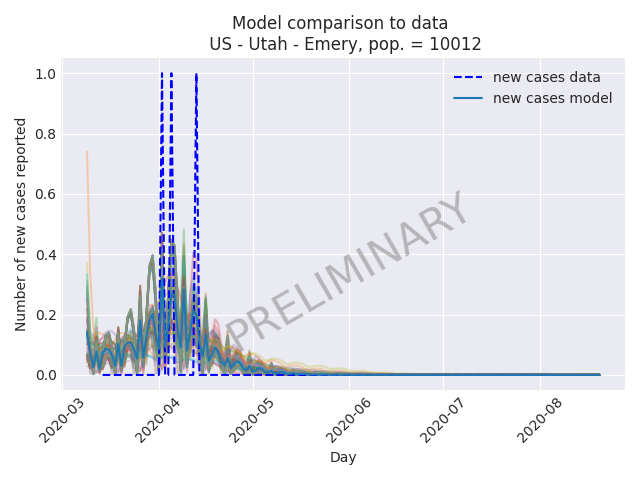 Model comparison to data
US - Utah - Emery, pop. = 10012
new cases data
new cases model
Number of new cases reported
1.0
0.8
0.6
0.4
0.2
0.0
PRELIMINARY
2020-03
2020-04
2020-05
2020-06
2020-07
2020-08
Day